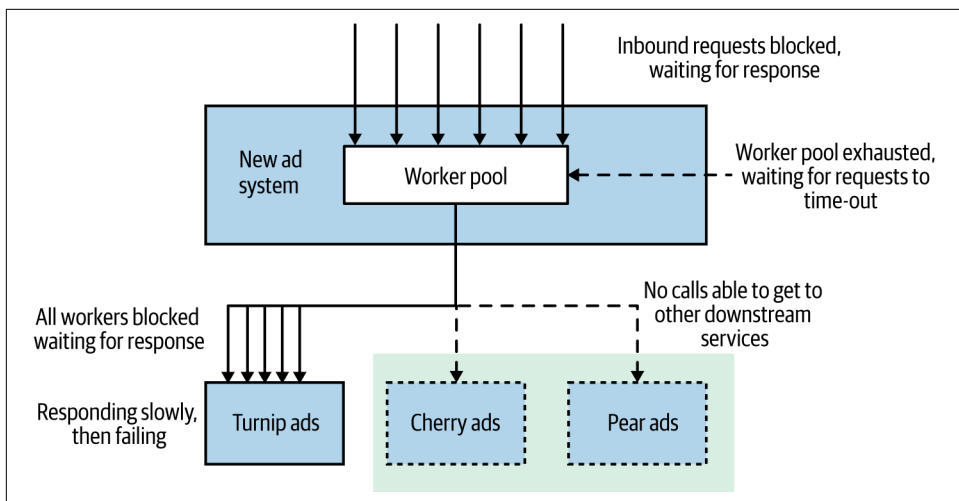 Inbound requests blocked,
waiting for response
New ad
system
Worker pool
Worker pool exhausted,
waiting for requests to
time-out
All workers blocked
waiting for response
No calls able to get to
other downstream
services
Responding slowly,
then failing
Turnip ads
Cherry ads
Pear ads